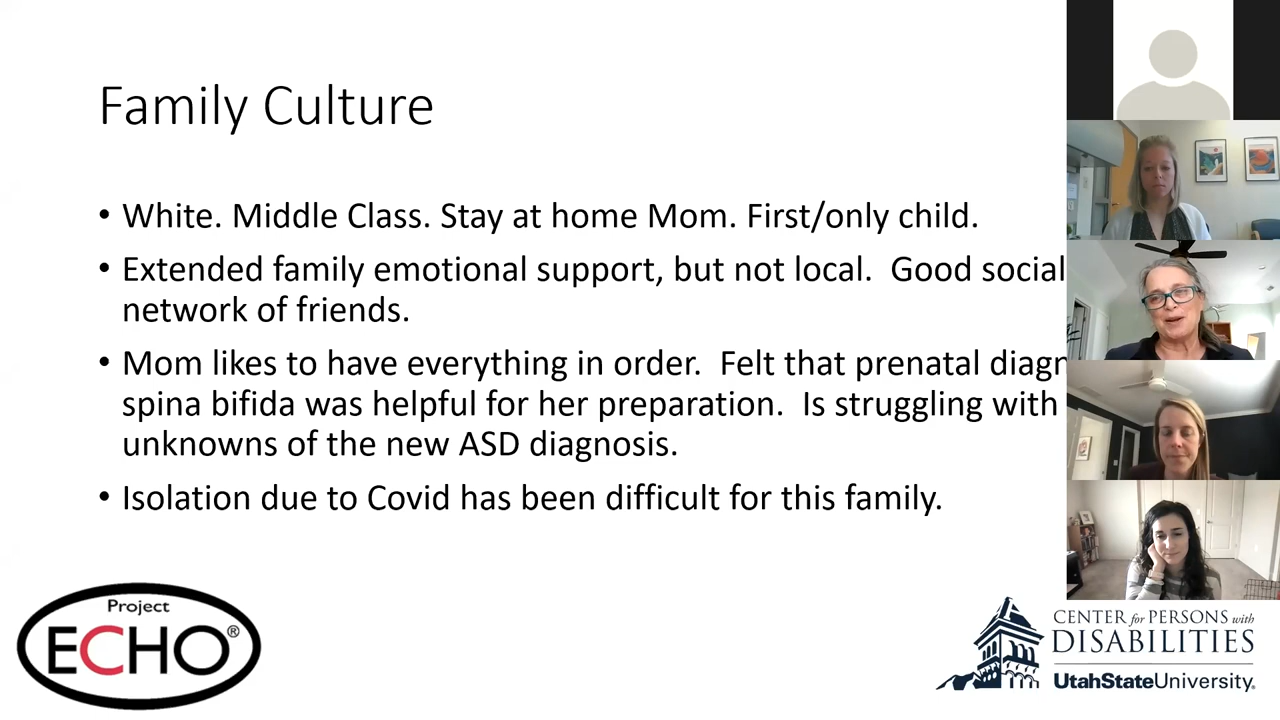 Family Culture
• White. Middle Class. Stay at home Mom. First/only child.
• Extended family emotional support, but not local.  Good social
network of friends.
• Mom likes to have everything in order.  Felt that prenatal diagn
spina bifida was helpful for her preparation.  Is struggling with
unknowns of the new ASD diagnosis.
• Isolation due to Covid has been difficult for this family.
Project
ECHO®
CENTER for PERSONS with
DISABILITIES
UtahStateUniversity.